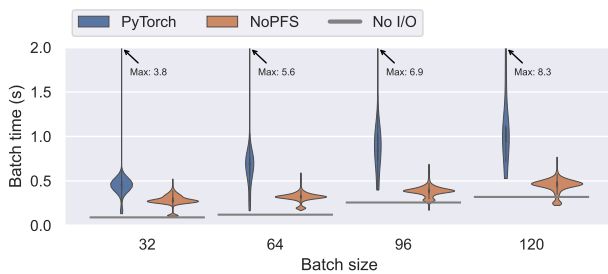 PyTorch NoPFS No I/O
2.0
1.5
1.0
0.5
0.0
Batch time (s)
Max: 3.8 Max: 5.6 Max: 6.9 Max: 8.3
32 64 96 120
Batch size